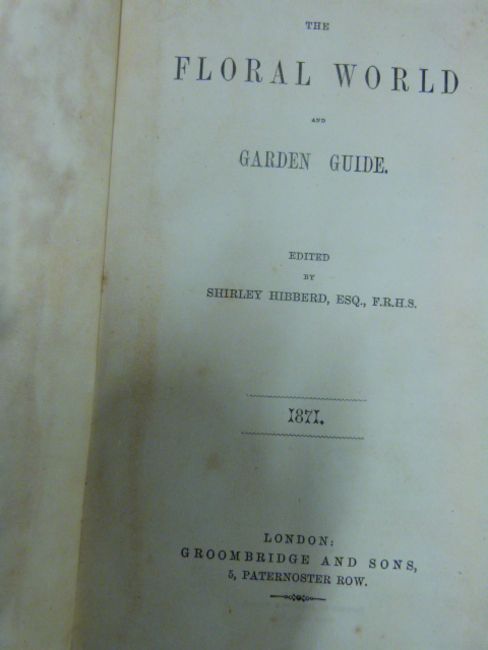 THE
FLORAL WORLD
AND
GARDEN GUIDE.
EDITED
BY
SHIRLEY HIBBERD, ESQ., F.R.H.S.
1871.
LONDON:
GROOMBRIDGE AND SONS,
5, PATERNOSTER ROW.